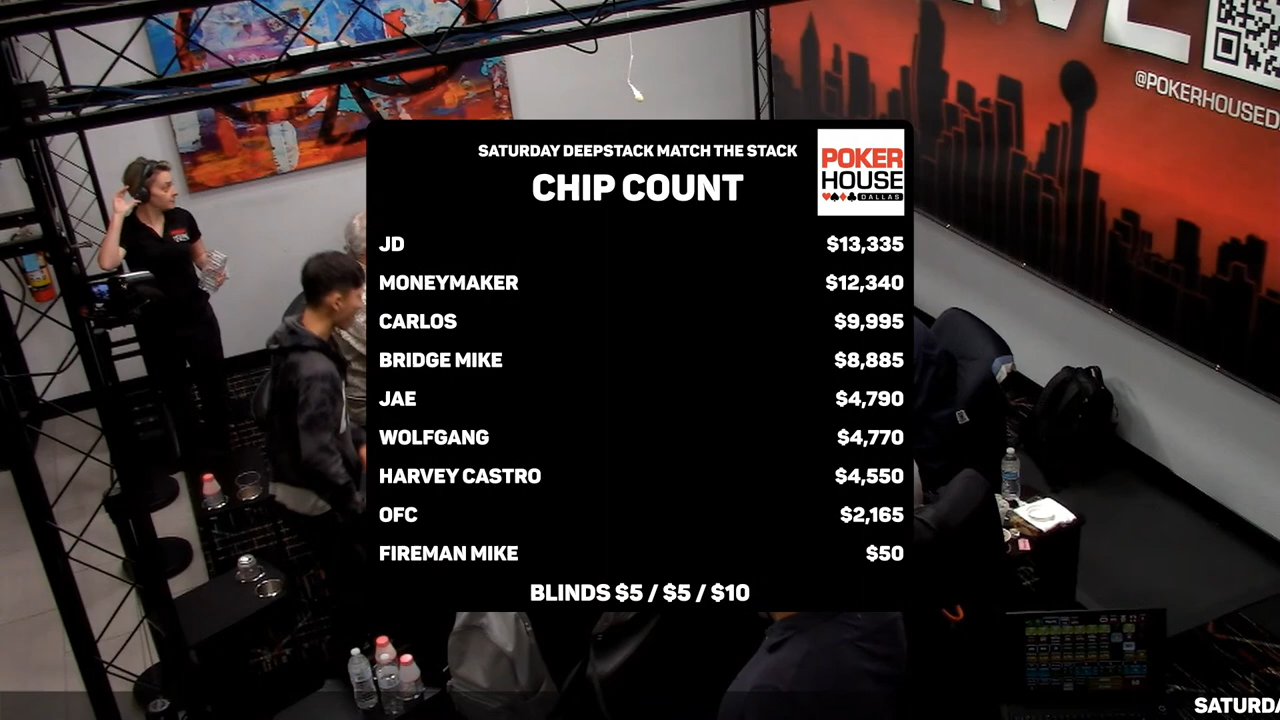 @POKERHOUSED
SATURDAY DEEPSTACK MATCH THE STACK
CHIP COUNT
POKER
HOUSE
DALLAS
JD $13,335
MONEYMAKER $12,340
CARLOS $9,995
BRIDGE MIKE $8,885
JAE $4,790
WOLFGANG $4,770
HARVEY CASTRO $4,550
OFC $2,165
FIREMAN MIKE $50
BLINDS $5 / $5 / $10
SATURDA